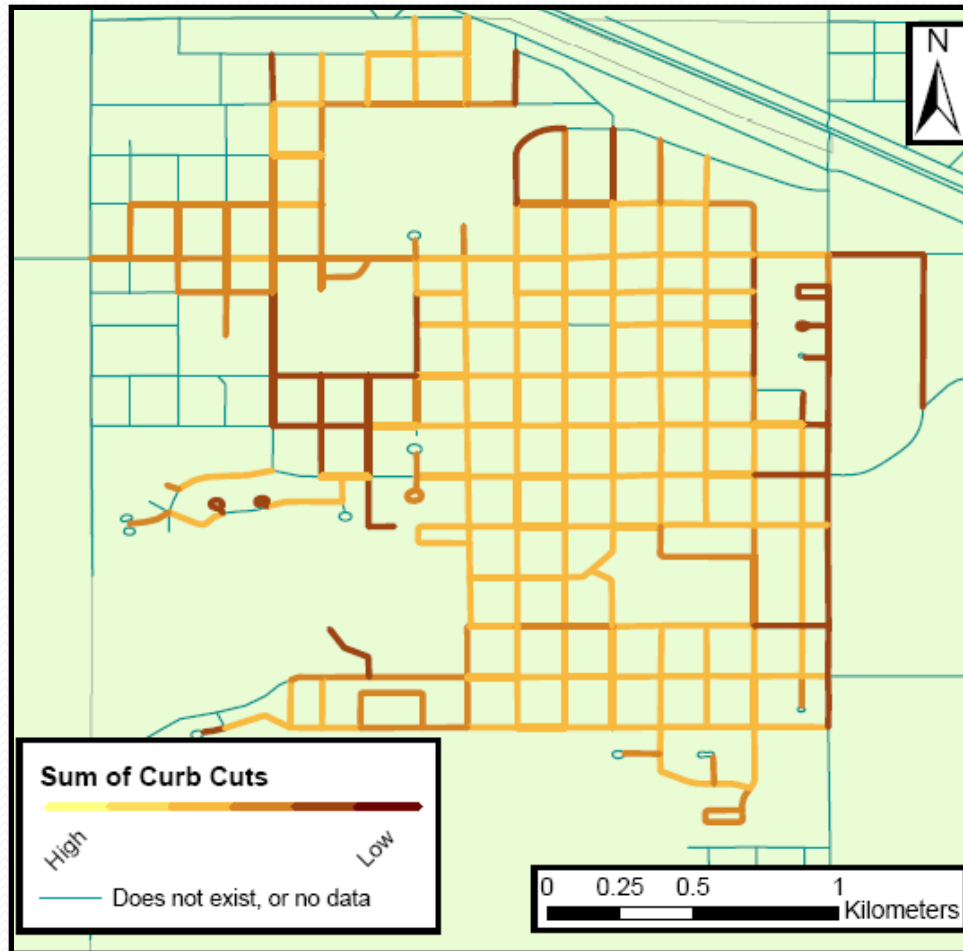 N
Sum of Curb Cuts
High
Low
Does not exist, or no data
0 0.25 0.5 1
Kilometers